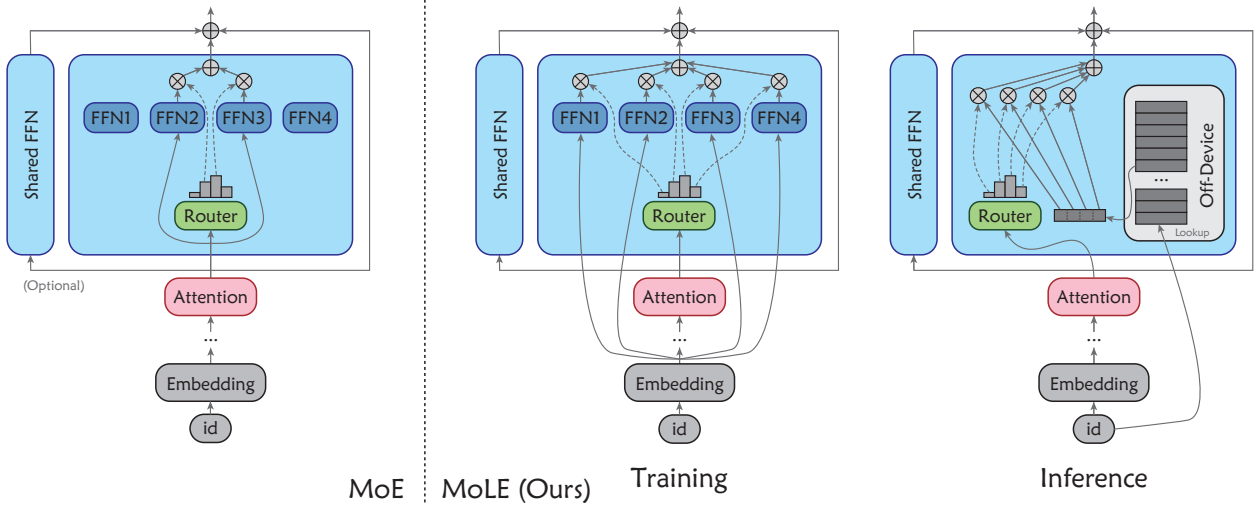 Shared FFN
FFN1
FFN2
FFN3
FFN4
Router
(Optional)
Attention
...
Embedding
id
MoE
Shared FFN
FFN1
FFN2
FFN3
FFN4
Router
Attention
...
Embedding
id
MoLE (Ours)
Training
Shared FFN
Off-Device
...
Router
Lookup
Attention
...
Embedding
id
Inference